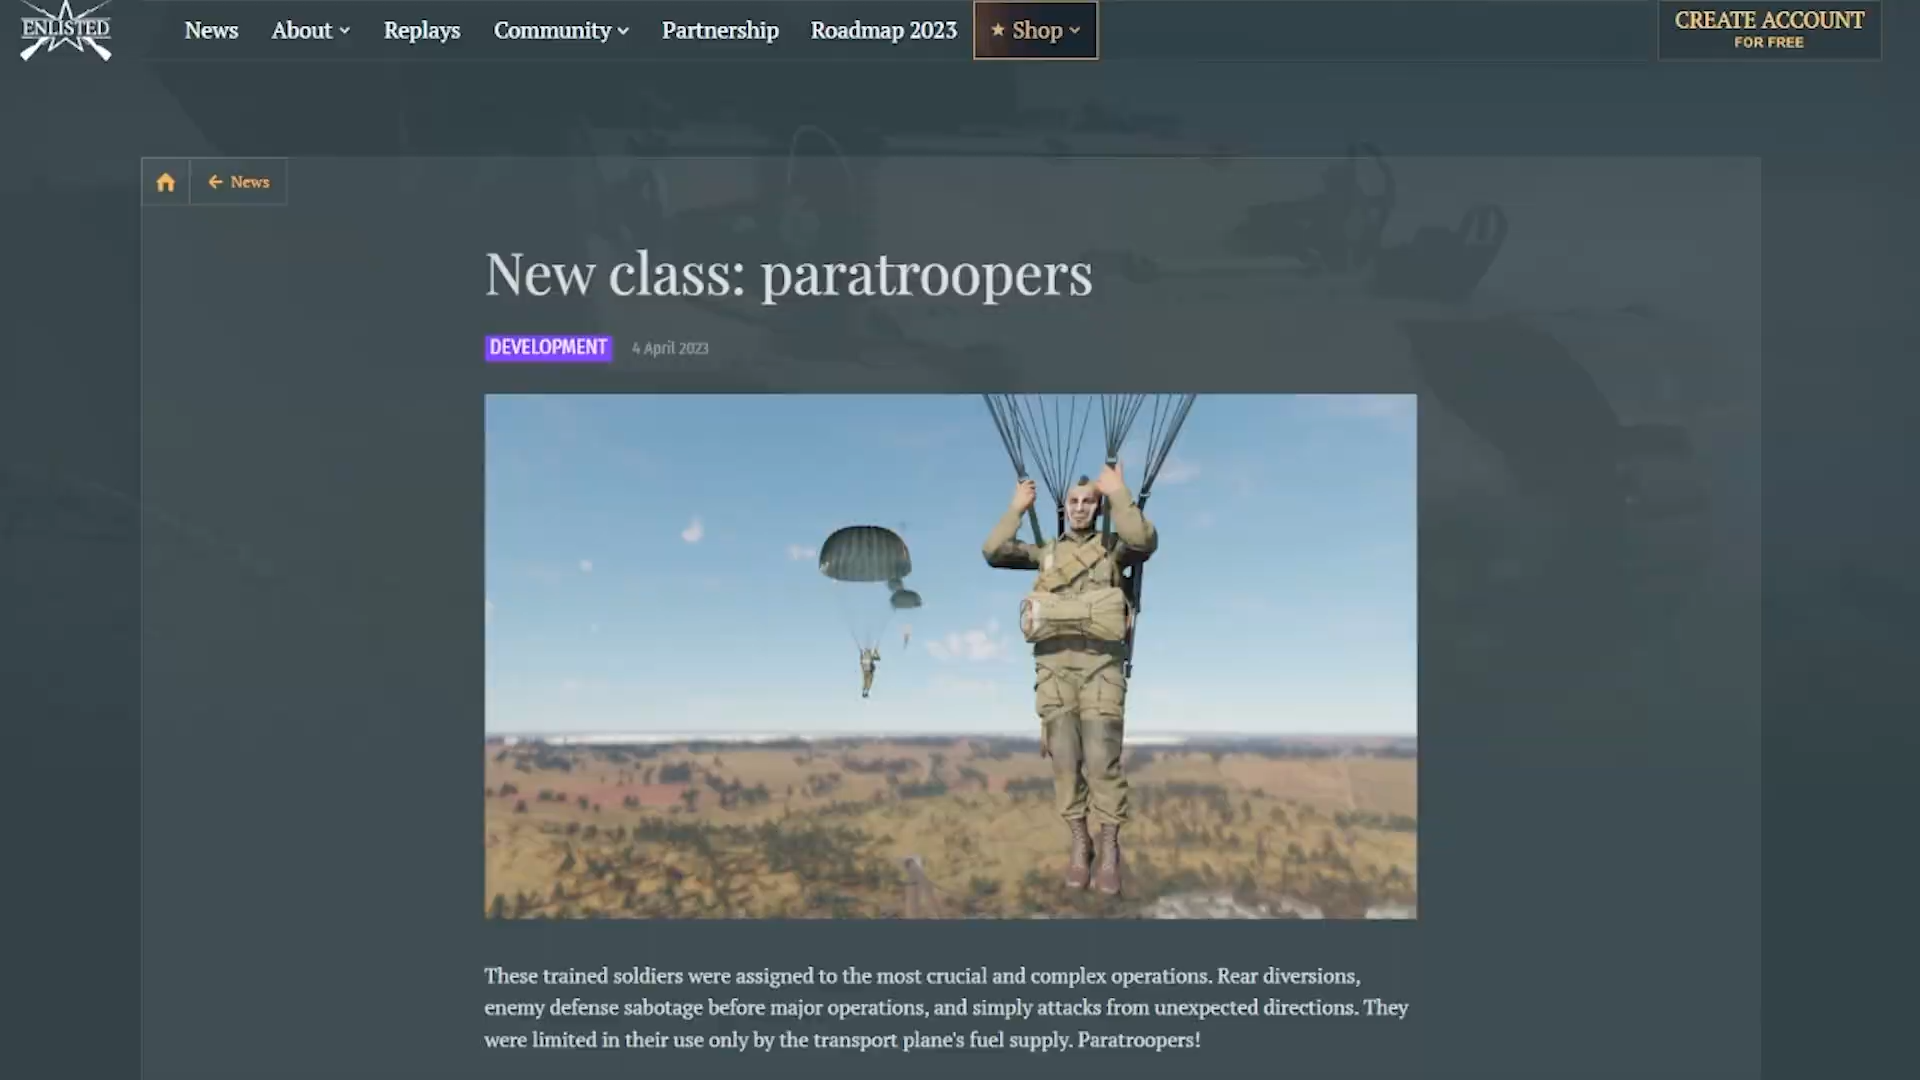 ENLISTED
News
About
Replays
Community
Partnership
Roadmap 2023
Shop
CREATE ACCOUNT
FOR FREE
News
New class: paratroopers
DEVELOPMENT
4 April 2023
These trained soldiers were assigned to the most crucial and complex operations. Rear diversions,
enemy defense sabotage before major operations, and simply attacks from unexpected directions. They
were limited in their use only by the transport plane's fuel supply. Paratroopers!